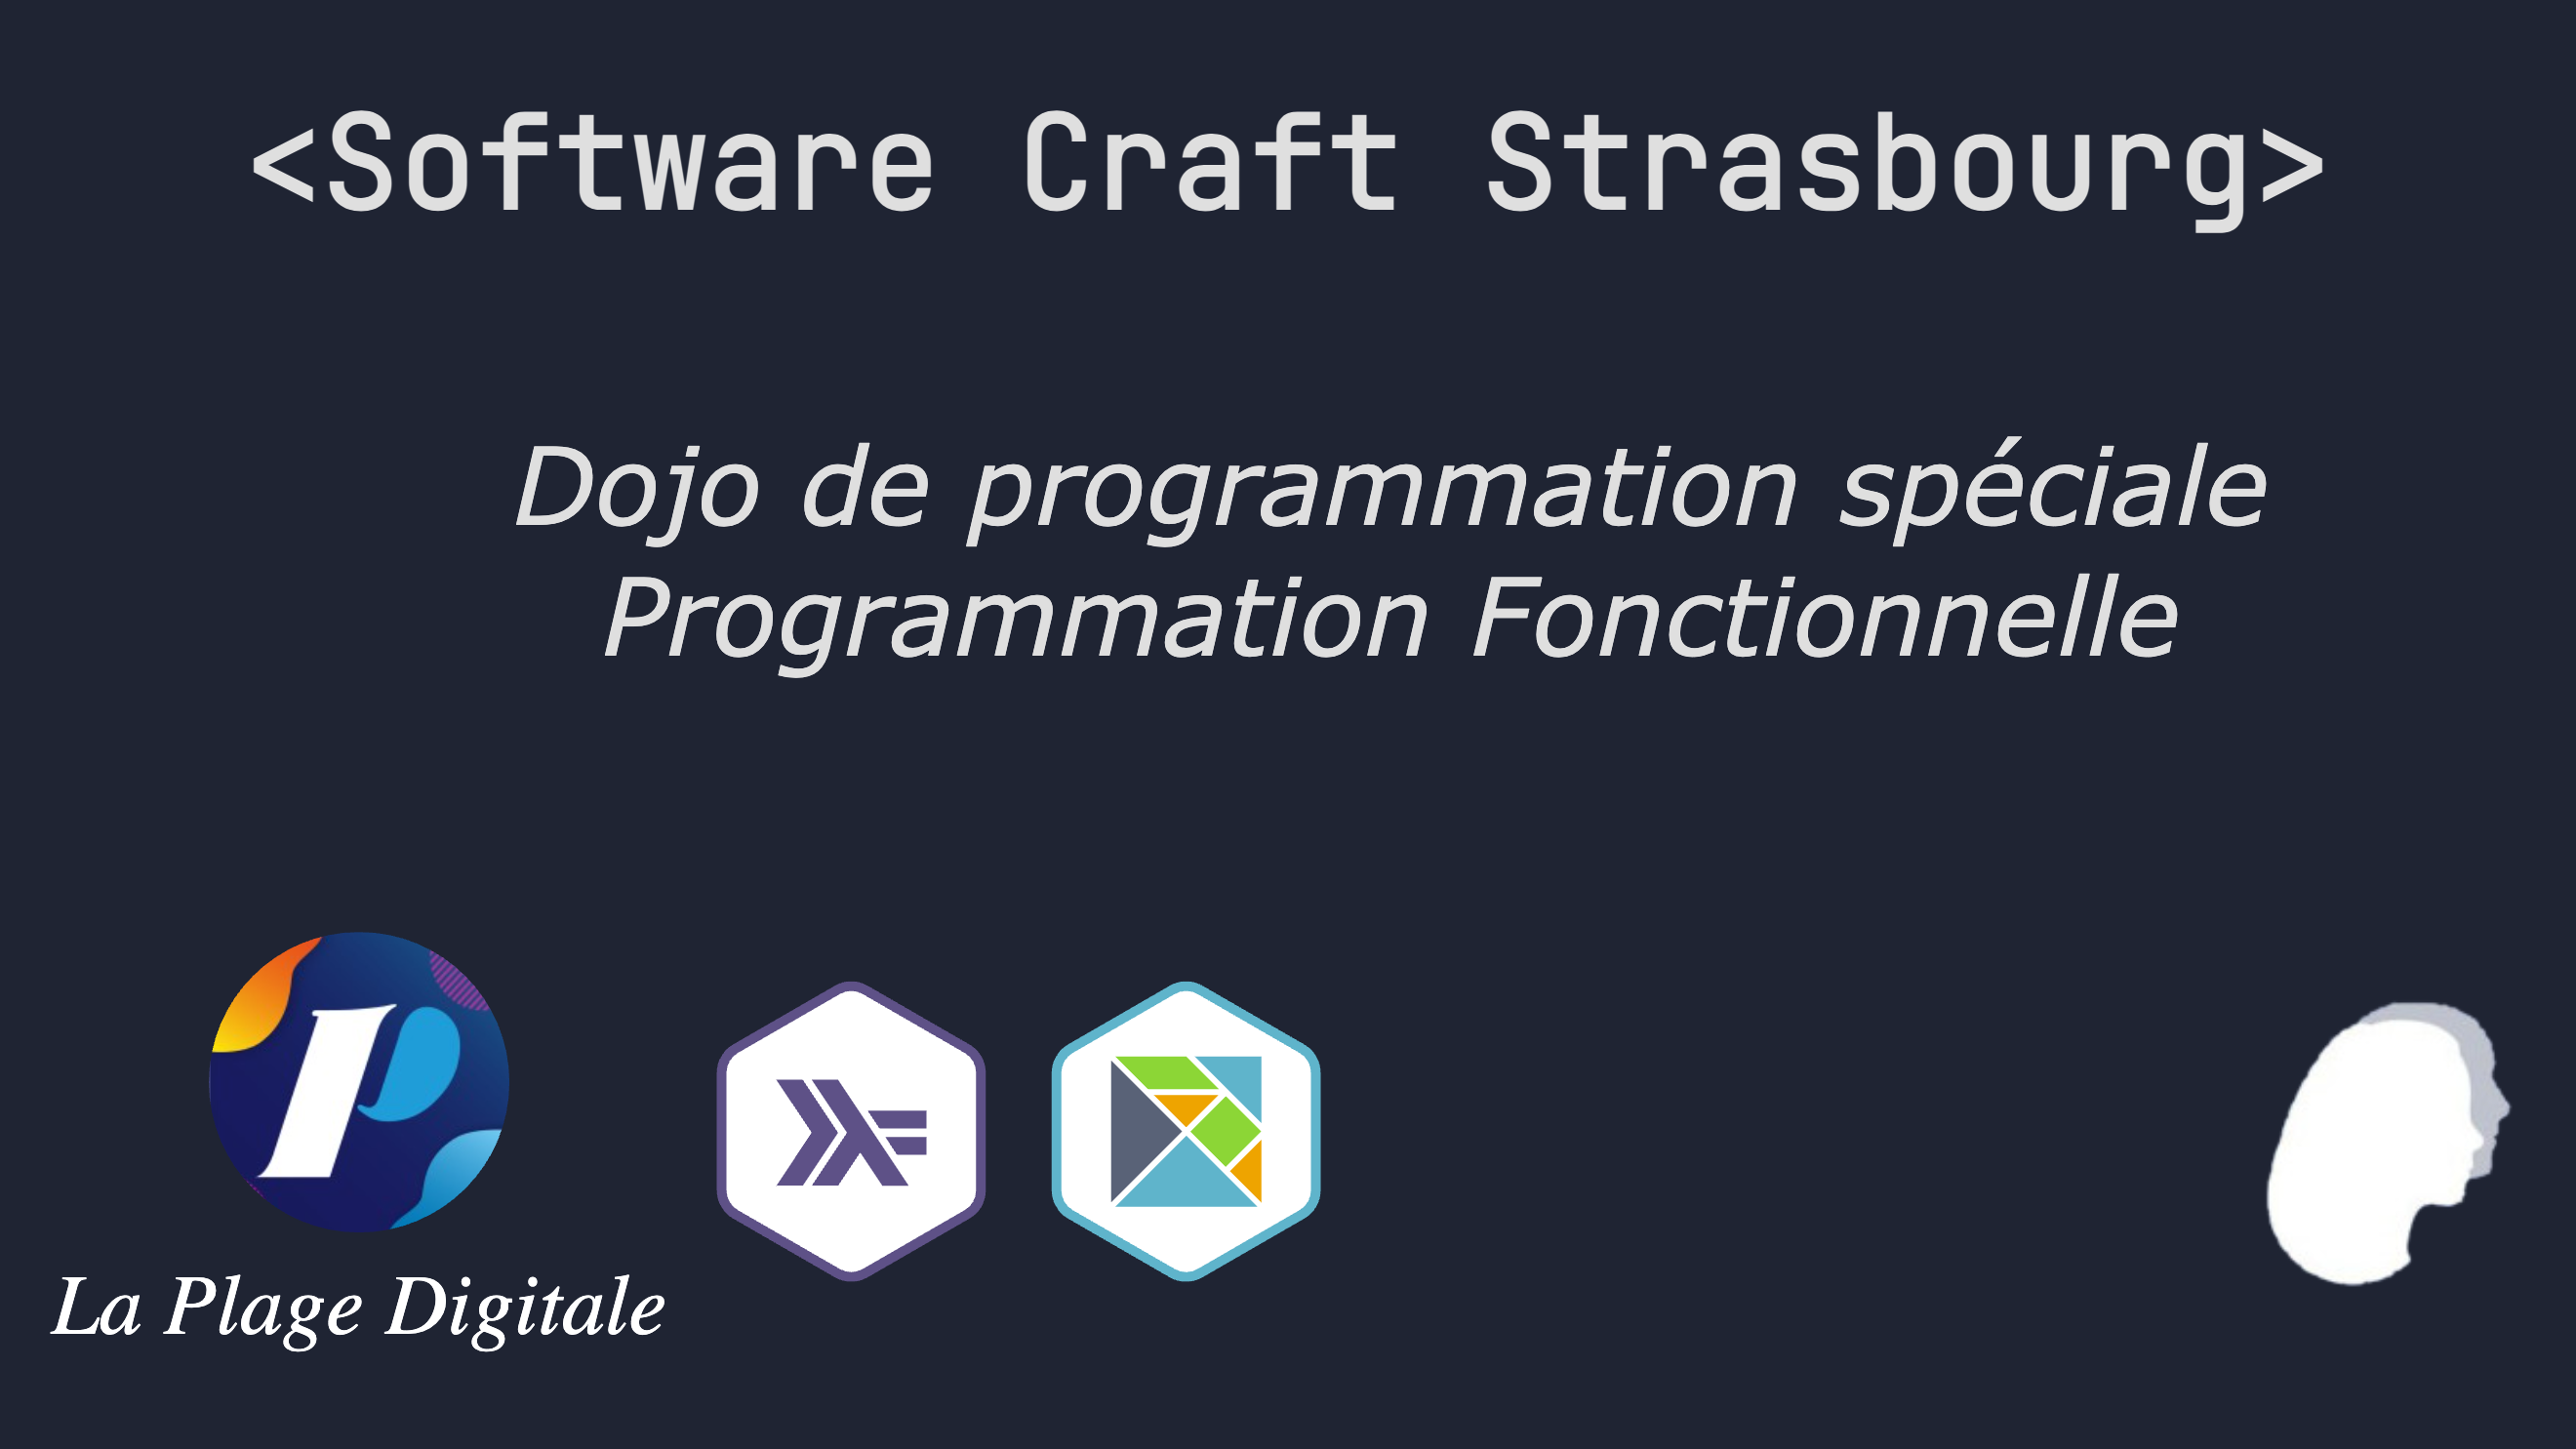 <Software Craft Strasbourg>
Dojo de programmation spéciale
Programmation Fonctionnelle
La Plage Digitale